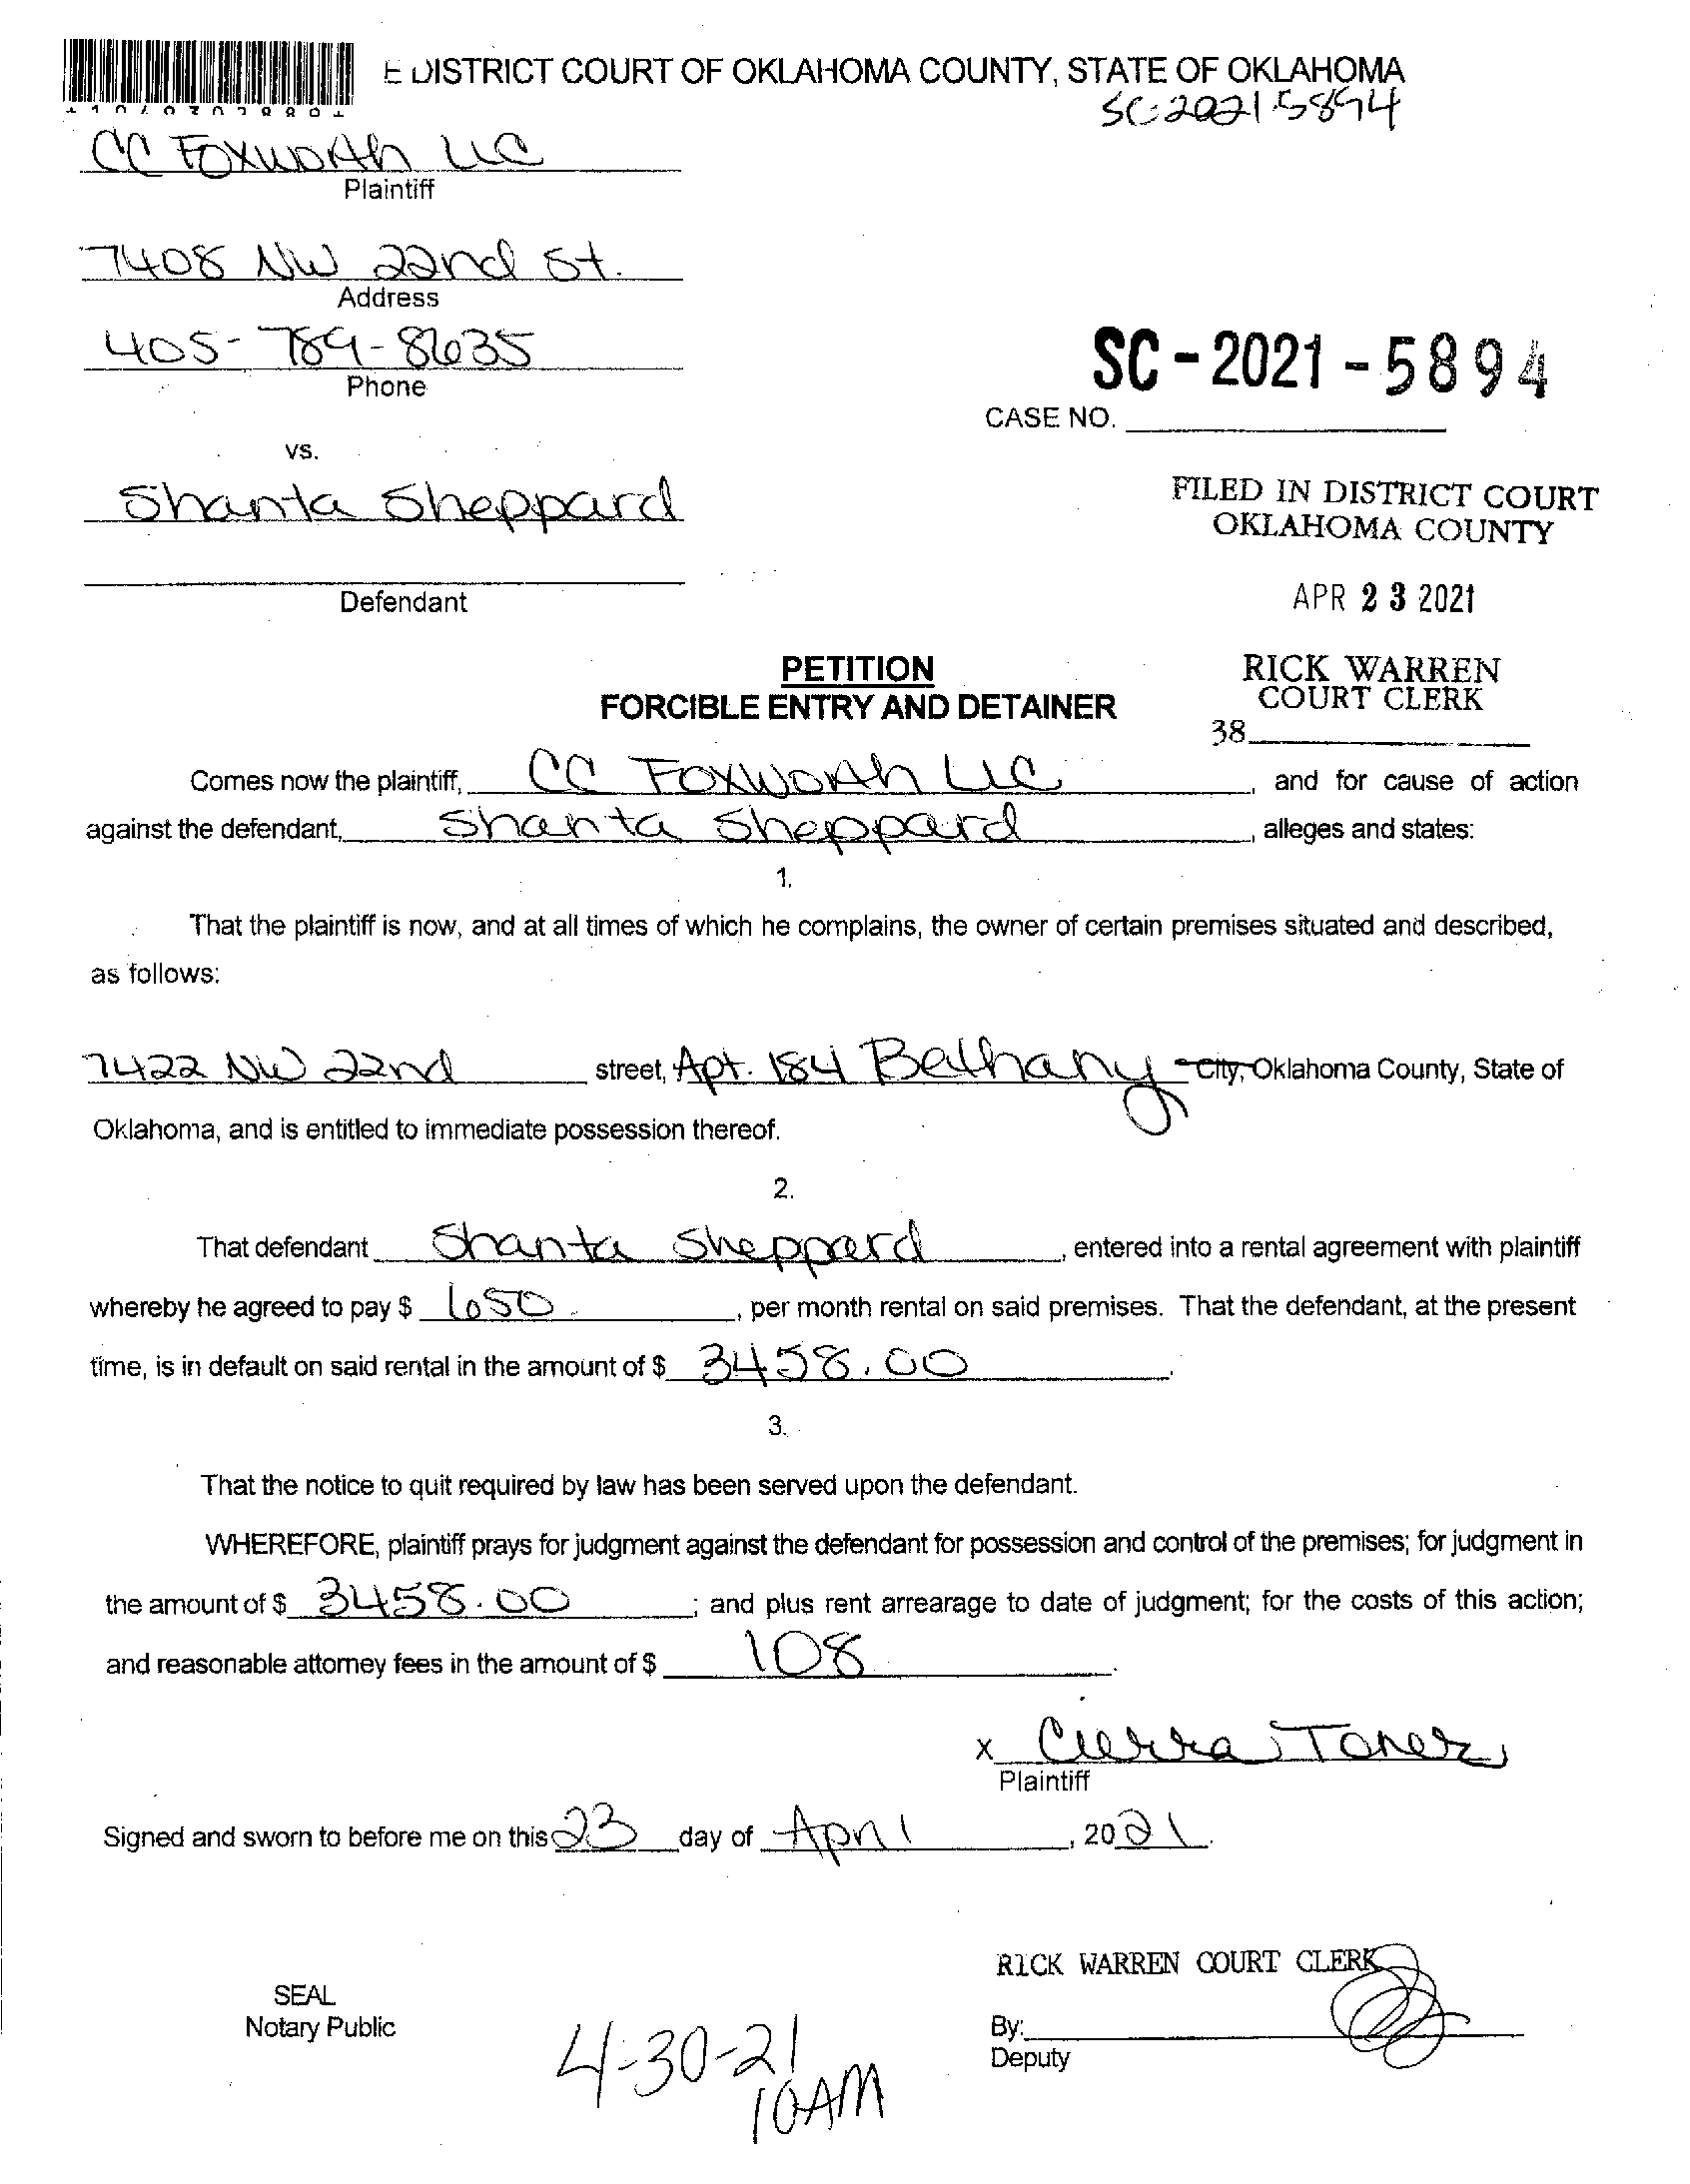 E DISTRICT COURT OF OKLAHOMA COUNTY, STATE OF OKLAHOMA
SC-2021-5894
CC Foxworth LLC
Plaintiff
7408 NW 22nd St.
Address
405-789-8635
Phone
SC-2021-5894
CASE NO.
vs.
Shanta Sheppard
FILED IN DISTRICT COURT
OKLAHOMA COUNTY
Defendant
APR 23 2021
PETITION
FORCIBLE ENTRY AND DETAINER
RICK WARREN
COURT CLERK
38
Comes now the plaintiff, CC Foxworth LLC, and for cause of action
against the defendant, Shanta Sheppard, alleges and states:
1.
That the plaintiff is now, and at all times of which he complains, the owner of certain premises situated and described,
as follows:
7422 NW 22nd street, Apt. 184 Bethany City, Oklahoma County, State of
Oklahoma, and is entitled to immediate possession thereof.
2.
That defendant Shanta Sheppard, entered into a rental agreement with plaintiff
whereby he agreed to pay $ 650., per month rental on said premises. That the defendant, at the present
time, is in default on said rental in the amount of $ 3458.00.
3.
That the notice to quit required by law has been served upon the defendant.
WHEREFORE, plaintiff prays for judgment against the defendant for possession and control of the premises; for judgment in
the amount of $ 3458.00; and plus rent arrearage to date of judgment; for the costs of this action;
and reasonable attorney fees in the amount of $ 108.
x Cierra Toner
Plaintiff
Signed and sworn to before me on this 23 day of April, 2021.
RICK WARREN COURT CLERK
SEAL
Notary Public
By:
Deputy
4-30-21
10AM